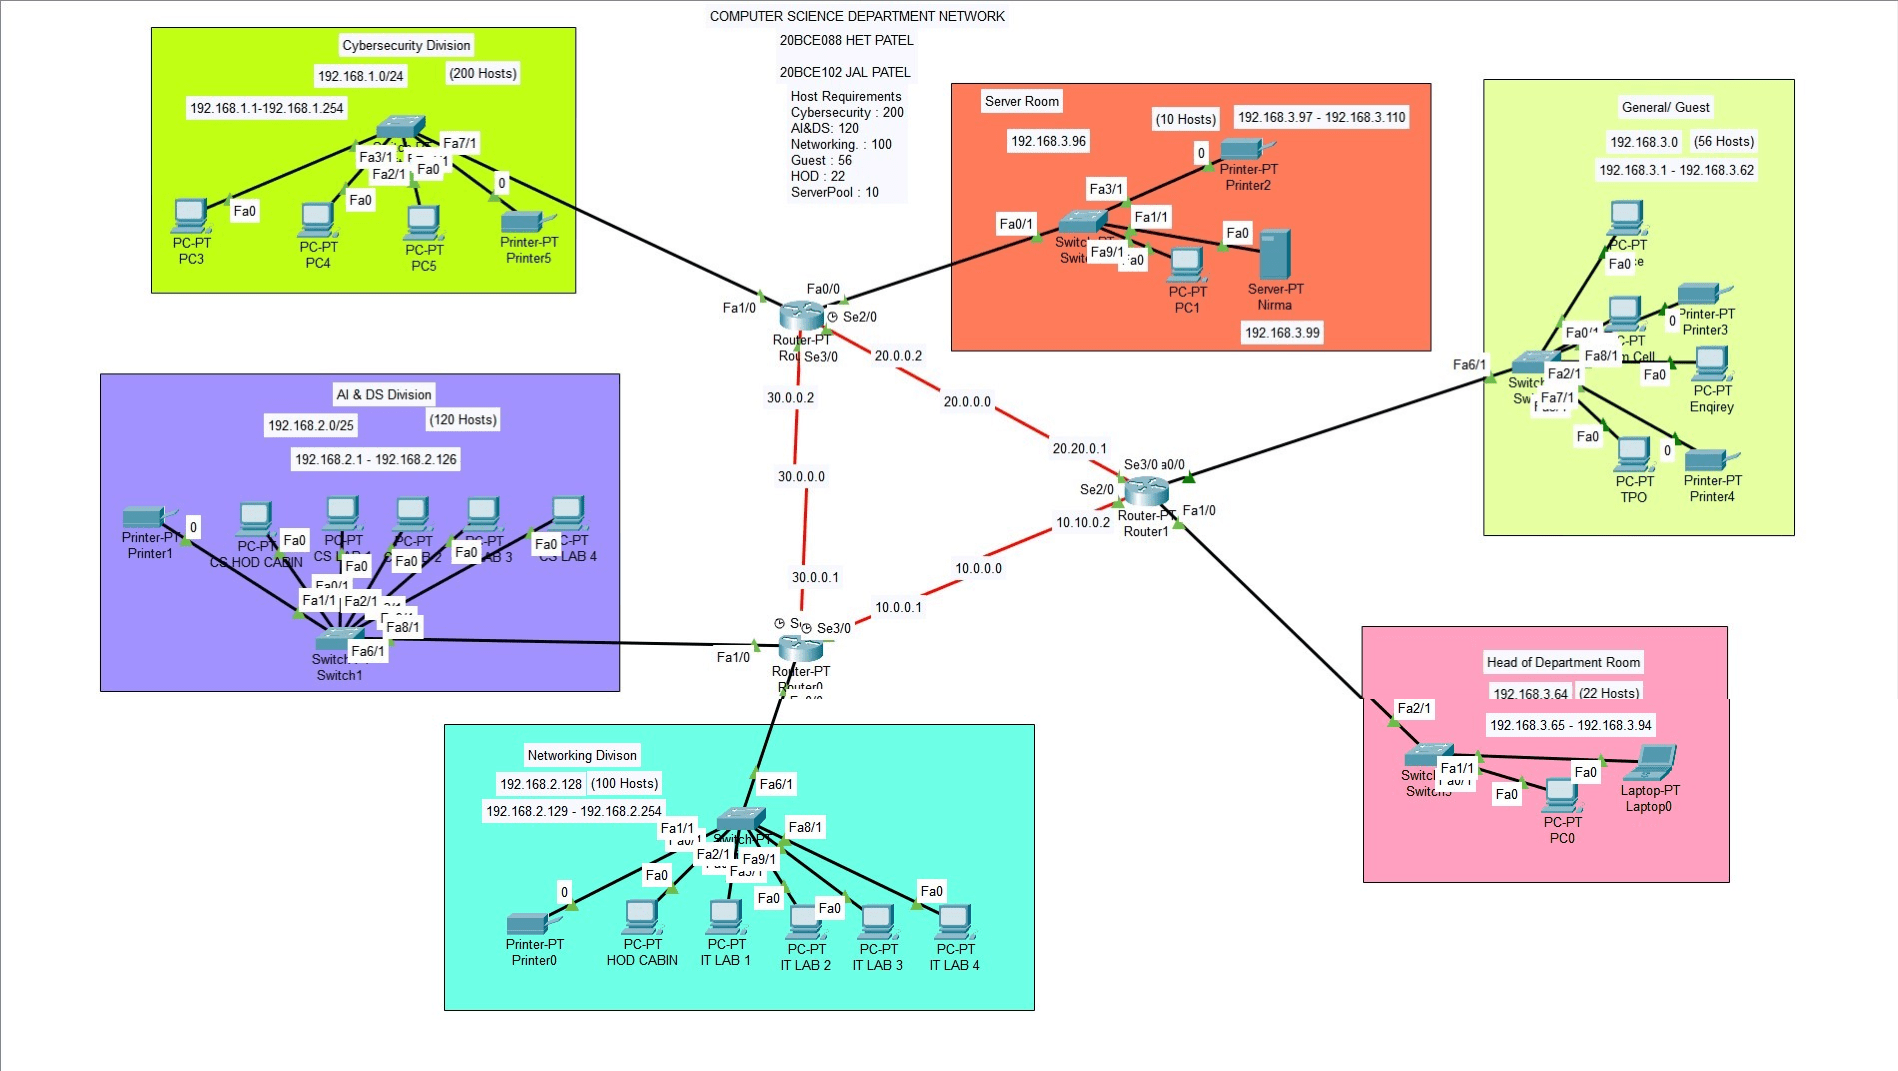 COMPUTER SCIENCE DEPARTMENT NETWORK
20BCE088 HET PATEL
20BCE102 JAL PATEL
Host Requirements
Cybersecurity : 200
AI&DS: 120
Networking. : 100
Guest : 56
HOD : 22
ServerPool : 10
Cybersecurity Division
192.168.1.0/24
(200 Hosts)
192.168.1.1-192.168.1.254
Fa7/1
Fa3/1
Fa2/1
Fa0
Fa0
Fa0
0
PC-PT
PC3
PC-PT
PC4
PC-PT
PC5
Printer-PT
Printer5
Server Room
(10 Hosts)
192.168.3.97 - 192.168.3.110
192.168.3.96
0
Printer-PT
Printer2
Fa3/1
Fa0/1
Fa1/1
Fa0
Fa9/1
PC-PT
PC1
Server-PT
Nirma
192.168.3.99
General/ Guest
192.168.3.0
(56 Hosts)
192.168.3.1 - 192.168.3.62
PC-PT
Fa0
Printer-PT
Printer3
0
Fa0/1
Fa8/1
Fa6/1
Fa2/1
Fa7/1
Fa0
PC-PT
Enqirey
Fa0
0
PC-PT
TPO
Printer-PT
Printer4
Fa0/0
Fa1/0
Se2/0
Router-PT
Se3/0
20.0.0.2
30.0.0.2
20.0.0.0
20.20.0.1
30.0.0.0
Se3/0
Se2/0
10.10.0.2
Router-PT
Router1
Fa1/0
10.0.0.0
30.0.0.1
10.0.0.1
Se3/0
Fa1/0
Router-PT
Router0
AI & DS Division
192.168.2.0/25
(120 Hosts)
192.168.2.1 - 192.168.2.126
0
Printer-PT
Printer1
PC-PT
CS HOD CABIN
Fa0
PC-PT
Fa0
PC-PT
Fa0
Fa0
Fa0
CS LAB 4
Fa0/1
Fa1/1
Fa2/1
Fa8/1
Fa6/1
Switch1
Networking Divison
192.168.2.128
(100 Hosts)
192.168.2.129 - 192.168.2.254
Fa6/1
Fa1/1
Fa8/1
Switch-PT
Fa2/1
Fa9/1
0
Fa0
Fa0
Fa0
Fa0
Printer-PT
Printer0
PC-PT
HOD CABIN
PC-PT
IT LAB 1
PC-PT
IT LAB 2
PC-PT
IT LAB 3
PC-PT
IT LAB 4
Head of Department Room
192.168.3.64
(22 Hosts)
192.168.3.65 - 192.168.3.94
Fa2/1
Fa1/1
Fa0
Fa0
Laptop-PT
Laptop0
PC-PT
PC0